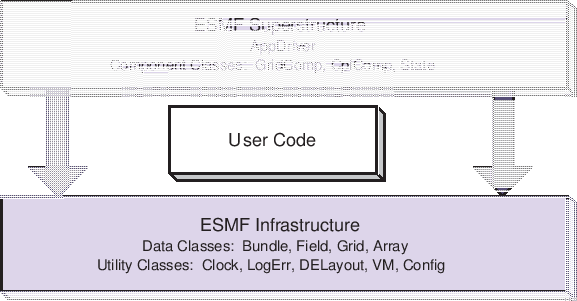 ESMF Superstructure
AppDriver
Component Classes: GridComp, CplComp, State
User Code
ESMF Infrastructure
Data Classes: Bundle, Field, Grid, Array
Utility Classes: Clock, LogErr, DELayout, VM, Config